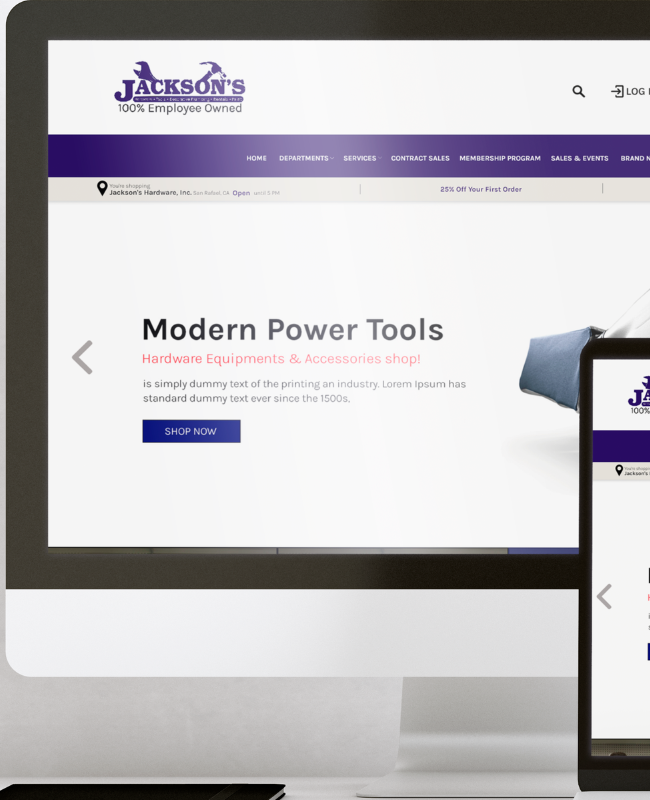 JACKSON'S
100% Employee Owned
LOG
HOME DEPARTMENTS SERVICES CONTRACT SALES MEMBERSHIP PROGRAM SALES & EVENTS BRAND
You're shopping
Jackson's Hardware, Inc. San Rafael, CA Open until 5 PM
25% Off Your First Order
Modern Power Tools
Hardware Equipments & Accessories shop!
is simply dummy text of the printing an industry. Lorem Ipsum has
standard dummy text ever since the 1500s.
SHOP NOW
JA
100%
You're
Jackson's